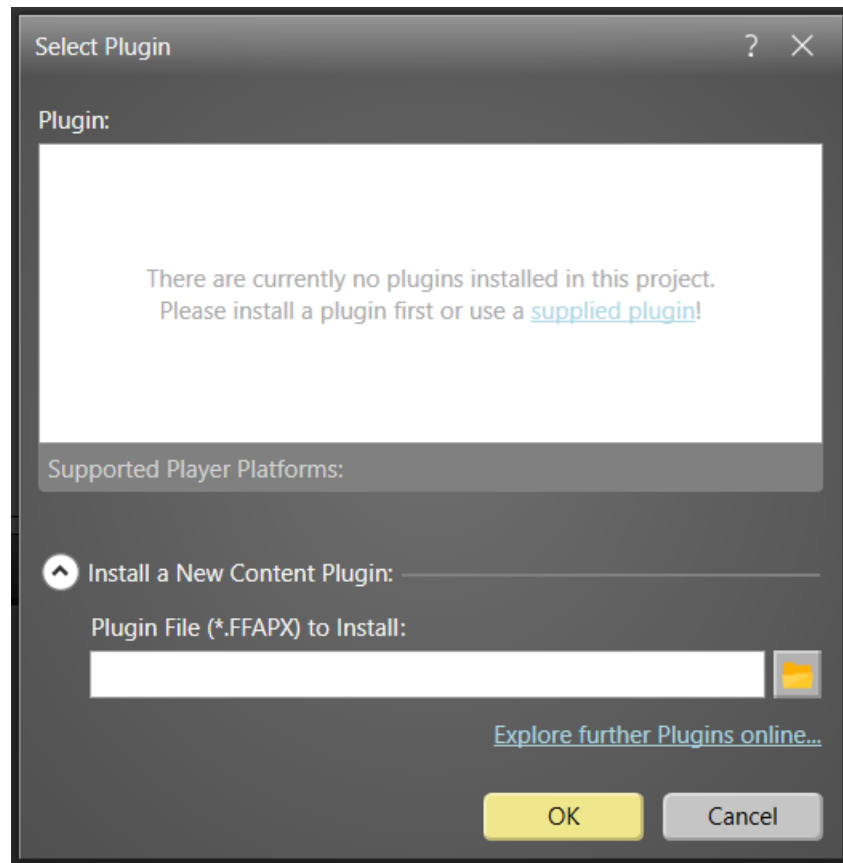 Select Plugin
?
Plugin:
There are currently no plugins installed in this project.
Please install a plugin first or use a supplied plugin!
Supported Player Platforms:
Install a New Content Plugin:
Plugin File (*.FFAPX) to Install:
Explore further Plugins online...
OK
Cancel